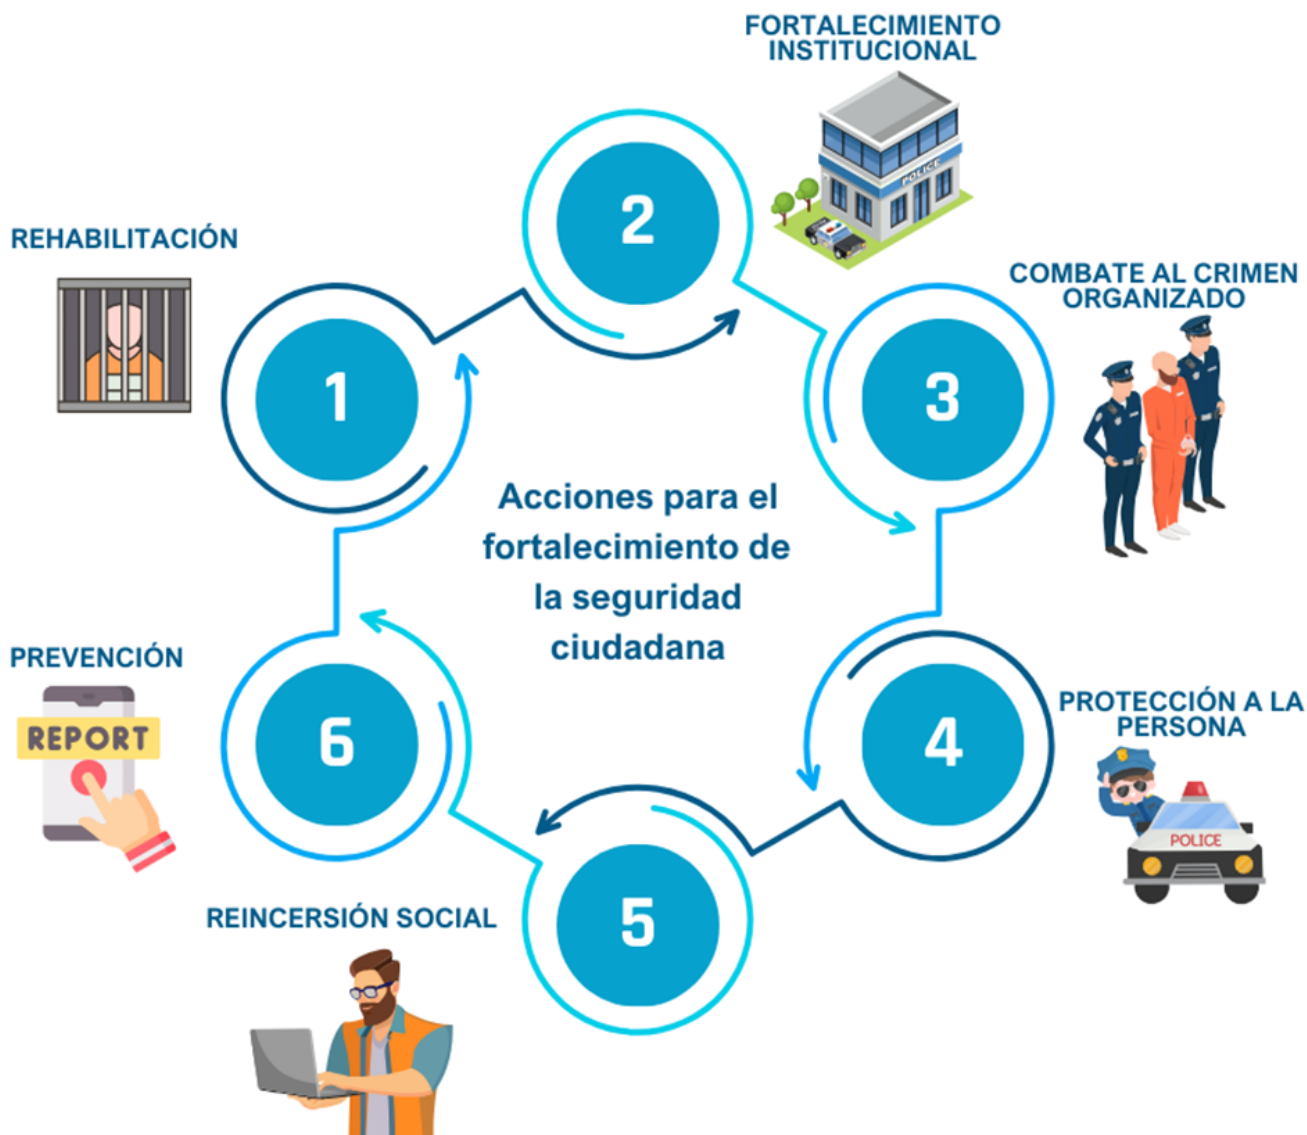 FORTALECIMIENTO
INSTITUCIONAL
POLICE
2
REHABILITACIÓN
1
COMBATE AL CRIMEN
ORGANIZADO
3
Acciones para el
fortalecimiento de
la seguridad
ciudadana
PREVENCIÓN
REPORT
6
PROTECCIÓN A LA
PERSONA
POLICE
4
REINCERSIÓN SOCIAL
5